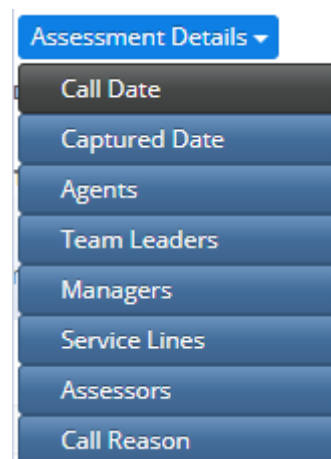 Assessment Details
Call Date
Captured Date
Agents
Team Leaders
Managers
Service Lines
Assessors
Call Reason